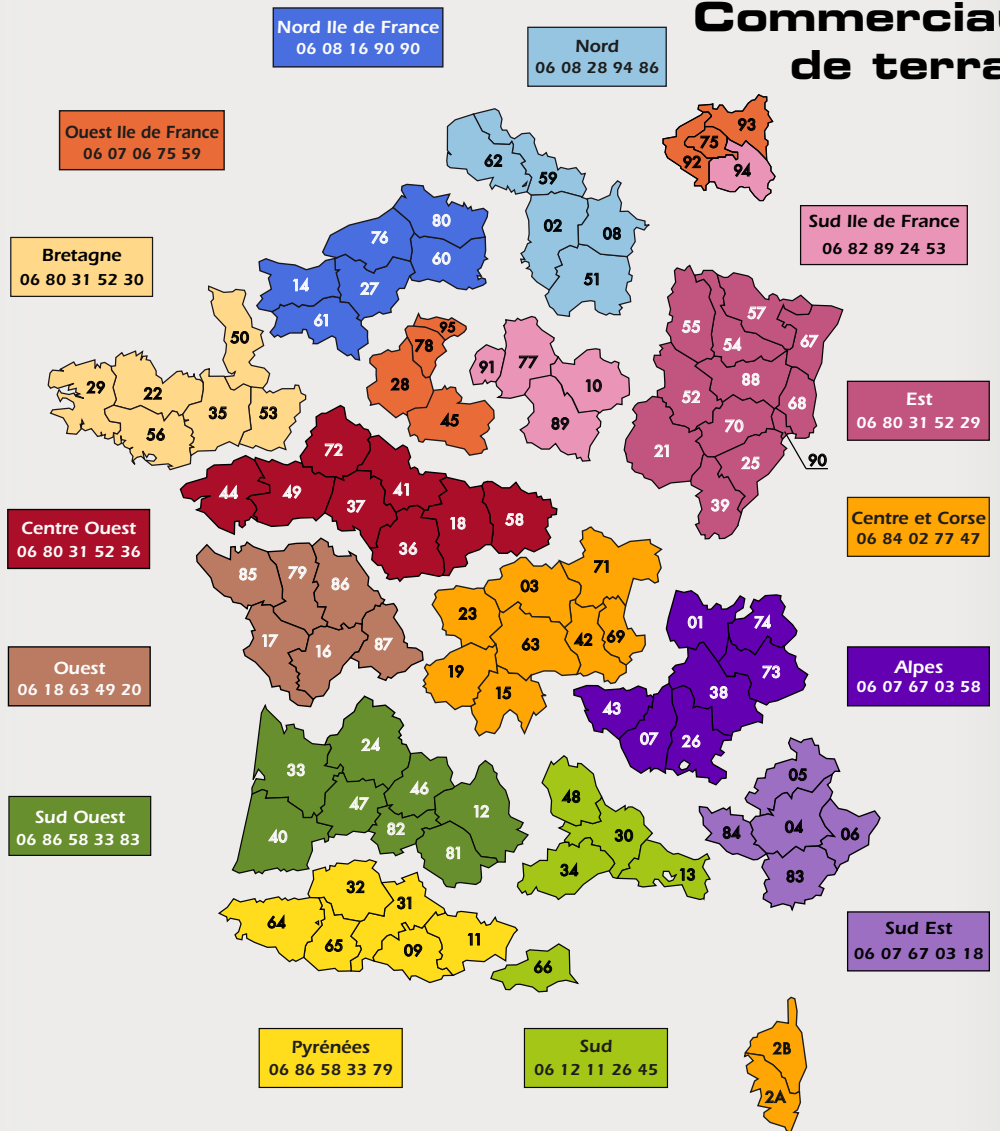 Commerciau
de terra
Nord Ile de France
06 08 16 90 90
Nord
06 08 28 94 86
Ouest Ile de France
06 07 06 75 59
93
75
92
94
62
59
Sud Ile de France
06 82 89 24 53
Bretagne
06 80 31 52 30
80
76
60
14
27
61
02
08
51
50
29
22
35
53
56
95
78
28
45
91
77
10
89
55
57
54
67
88
52
68
70
21
25
90
39
Est
06 80 31 52 29
72
44
49
41
37
18
58
36
Centre Ouest
06 80 31 52 36
Centre et Corse
06 84 02 77 47
85
79
86
17
16
87
71
03
23
42
69
63
19
15
Ouest
06 18 63 49 20
01
74
73
38
43
07
26
Alpes
06 07 67 03 58
24
33
46
47
12
82
40
81
Sud Ouest
06 86 58 33 83
48
30
34
13
05
84
04
06
83
32
31
64
65
09
11
66
Sud Est
06 07 67 03 18
Pyrénées
06 86 58 33 79
Sud
06 12 11 26 45
2B
2A